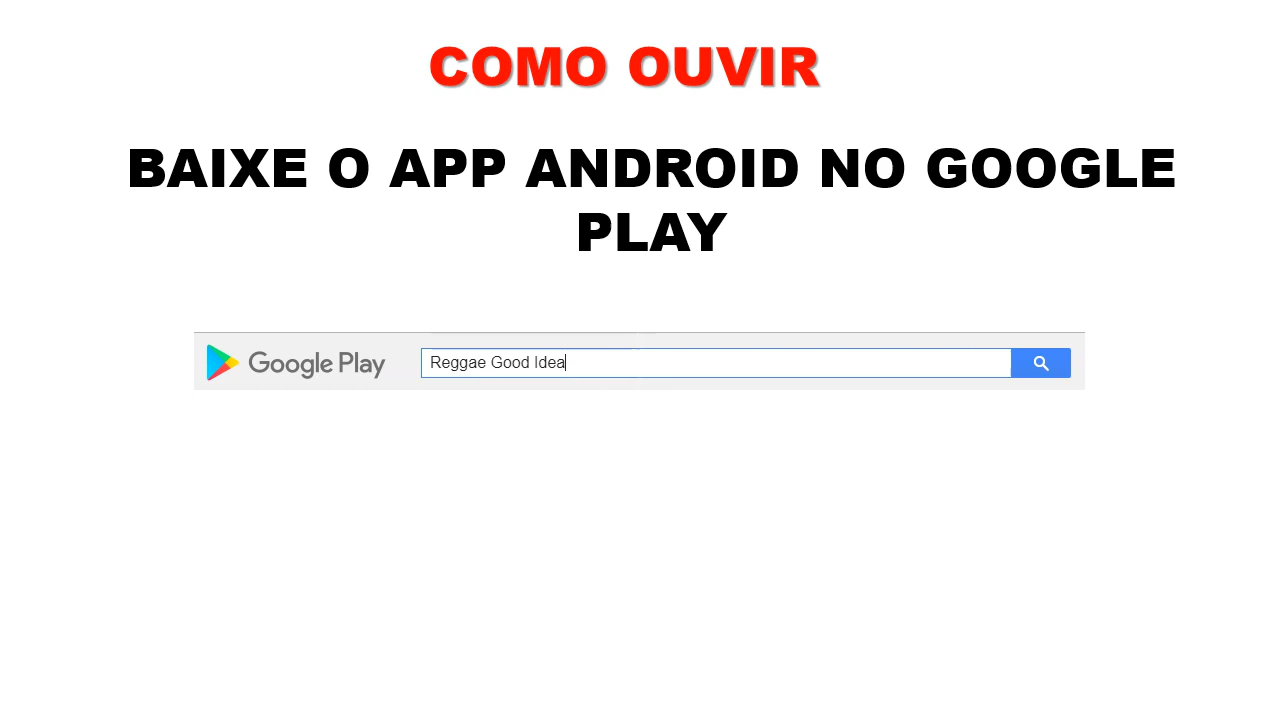 COMO OUVIR
BAIXE O APP ANDROID NO GOOGLE
PLAY
Google Play Reggae Good Idea